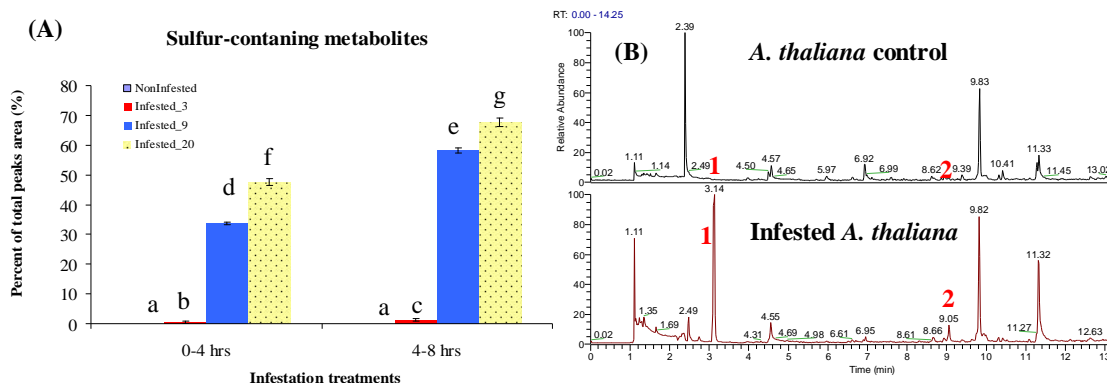 (A)
Sulfur-contaning metabolites
Percent of total peaks area (%)
80
70
60
50
40
30
20
10
0
NonInfested
Infested_3
Infested_9
Infested_20
a b d f
a c e g
0-4 hrs 4-8 hrs
Infestation treatments
RT: 0.00 - 14.25
(B)
A. thaliana control
Relative Abundance
100
80
60
40
20
0
2.39
9.83
1
2
0.02 1.11 1.14 2.49 4.50 4.57 4.65 5.97 6.92 6.99 8.62 9.39 10.41 11.33 11.45
Infested A. thaliana
100
80
60
40
20
0
3.14
1
2
9.82
11.32
1.11
0.02 1.35 1.69 2.49 4.31 4.55 4.69 4.98 6.61 6.95 8.61 8.66 9.05 11.27 12.63
0 1 2 3 4 5 6 7 8 9 10 11 12
Time (min)